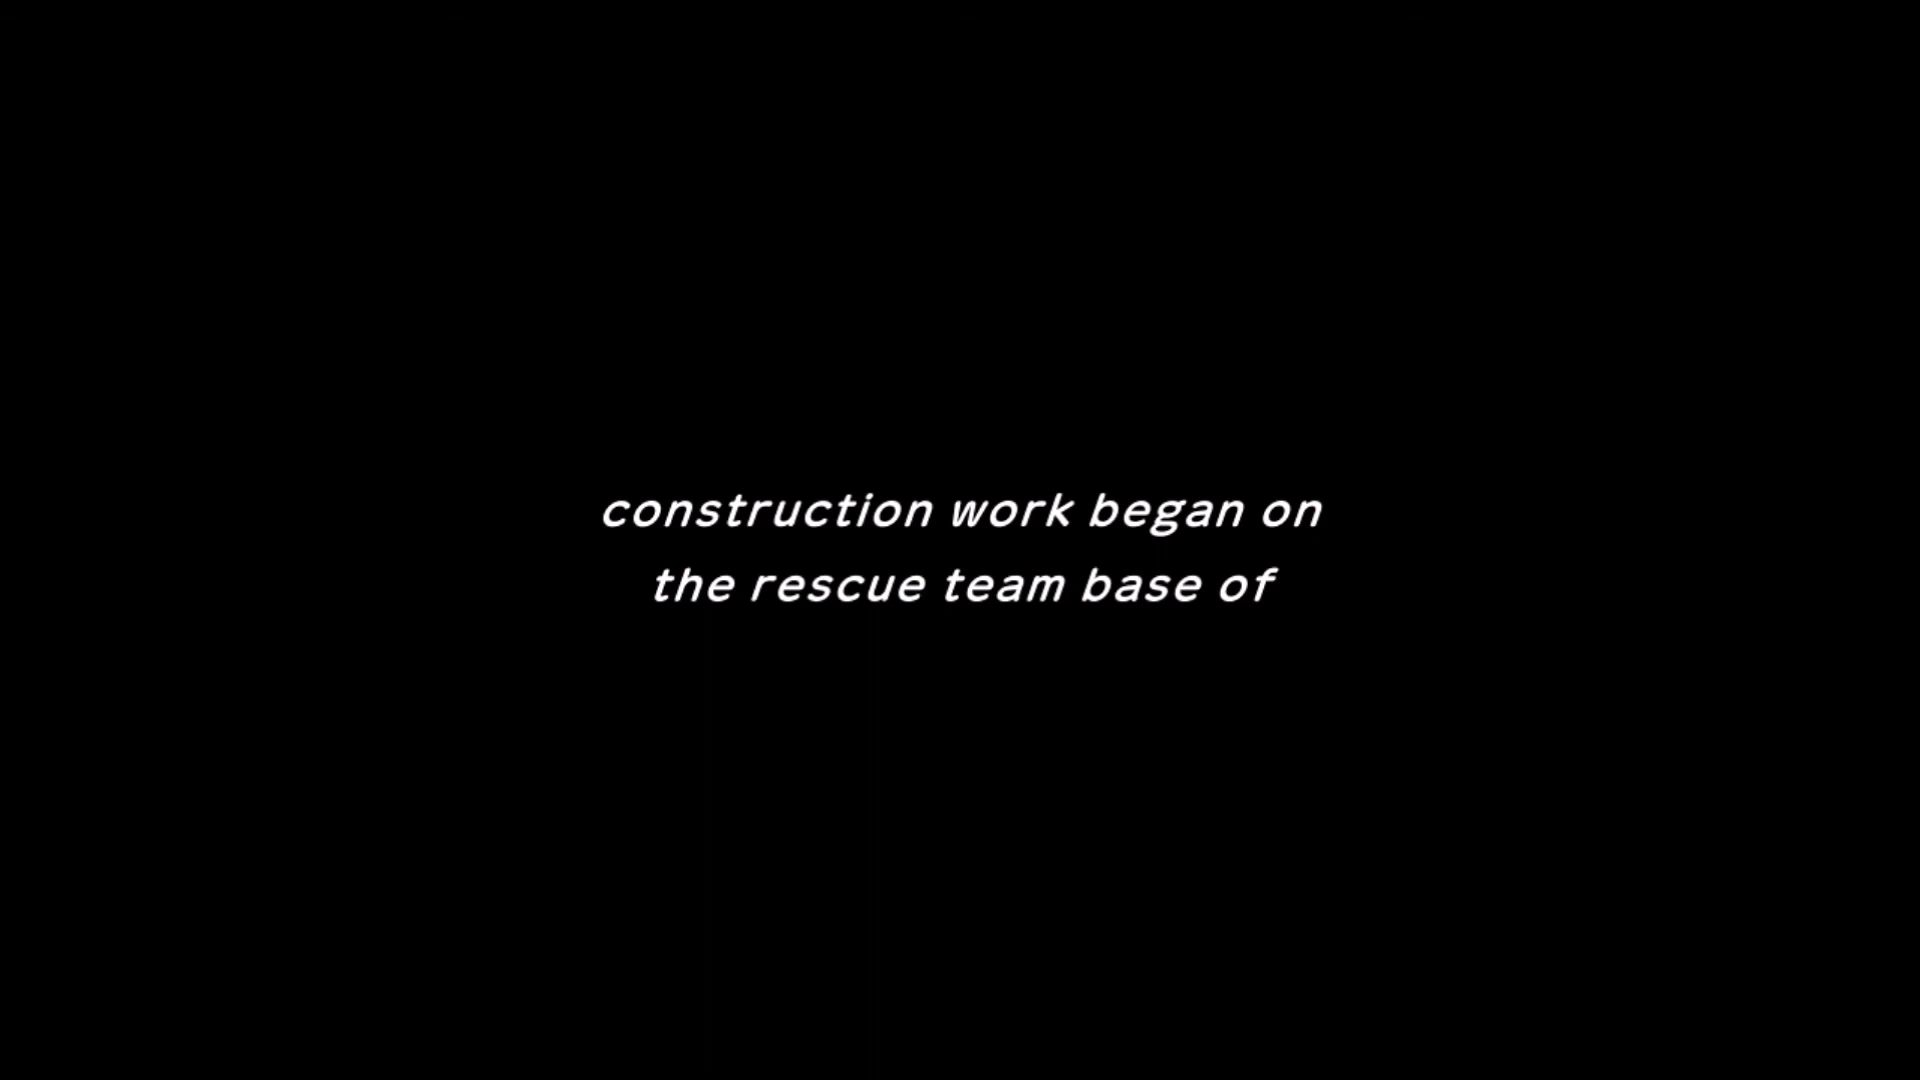 construction work began on
the rescue team base of